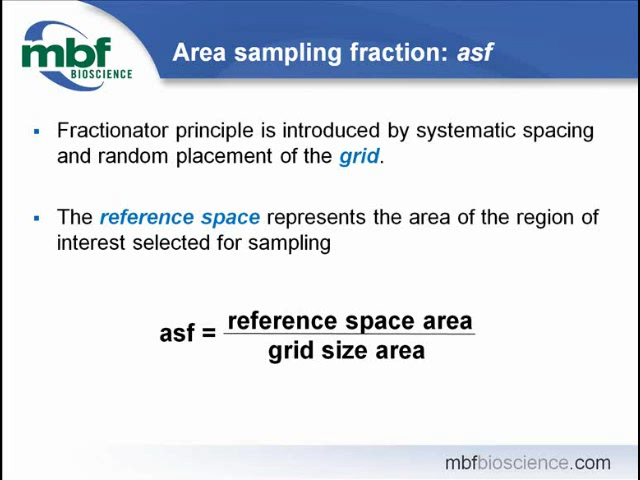 mbf
BIOSCIENCE
Area sampling fraction: asf
▪ Fractionator principle is introduced by systematic spacing
and random placement of the grid.
▪ The reference space represents the area of the region of
interest selected for sampling
asf = reference space area
grid size area
mbfbioscience.com